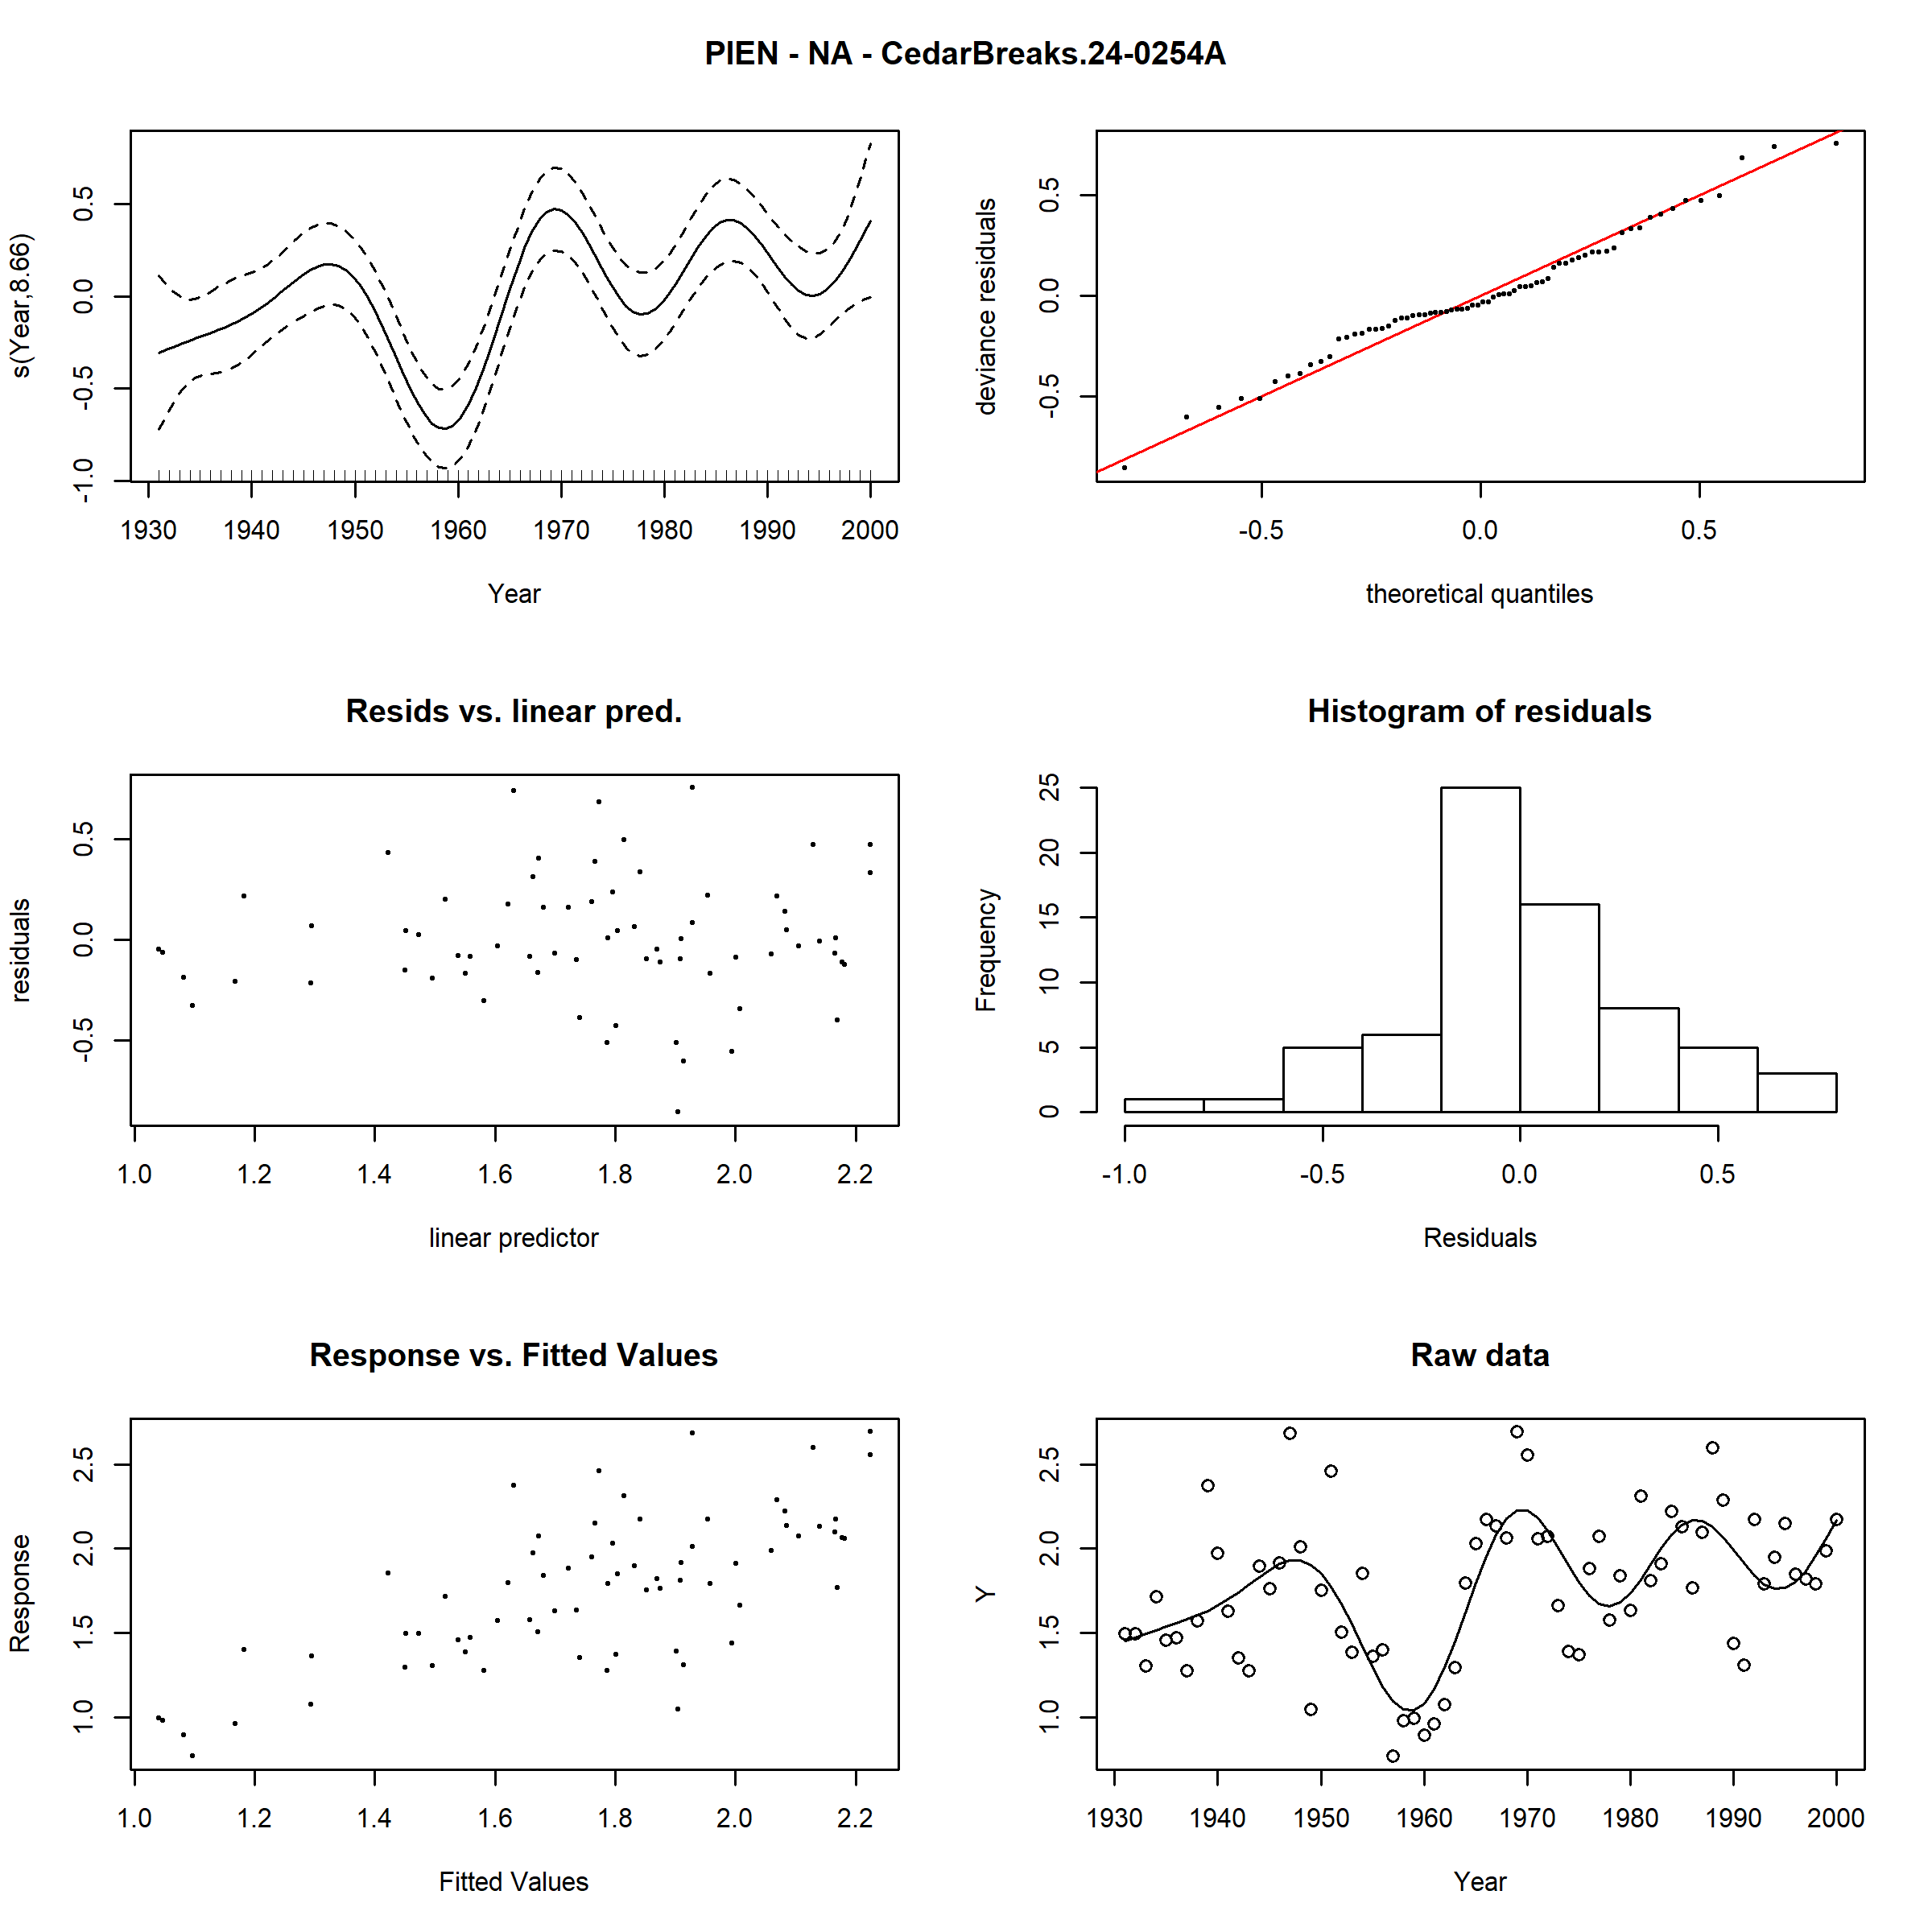 PIEN - NA - CedarBreaks.24-0254A
s(Year,8.66)
0.5
0.0
-0.5
-1.0
1930 1940 1950 1960 1970 1980 1990 2000
Year
deviance residuals
0.5
0.0
-0.5
-0.5 0.0 0.5
theoretical quantiles
Resids vs. linear pred.
residuals
0.5
0.0
-0.5
1.0 1.2 1.4 1.6 1.8 2.0 2.2
linear predictor
Histogram of residuals
Frequency
25
20
15
10
5
0
-1.0 -0.5 0.0 0.5
Residuals
Response vs. Fitted Values
Response
2.5
2.0
1.5
1.0
1.0 1.2 1.4 1.6 1.8 2.0 2.2
Fitted Values
Raw data
Y
2.5
2.0
1.5
1.0
1930 1940 1950 1960 1970 1980 1990 2000
Year